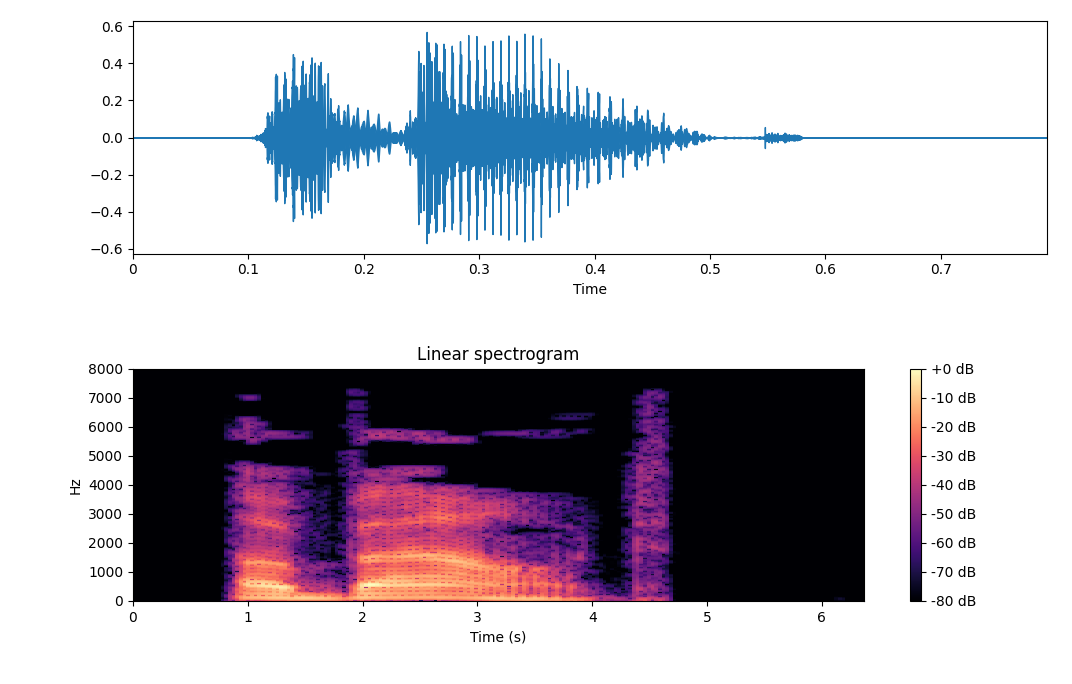 0.6
0.4
0.2
0.0
−0.2
−0.4
−0.6
0 0.1 0.2 0.3 0.4 0.5 0.6 0.7
Time
Linear spectrogram
8000
7000
6000
5000
4000
3000
2000
1000
0
Hz
0 1 2 3 4 5 6
Time (s)
+0 dB
-10 dB
-20 dB
-30 dB
-40 dB
-50 dB
-60 dB
-70 dB
-80 dB